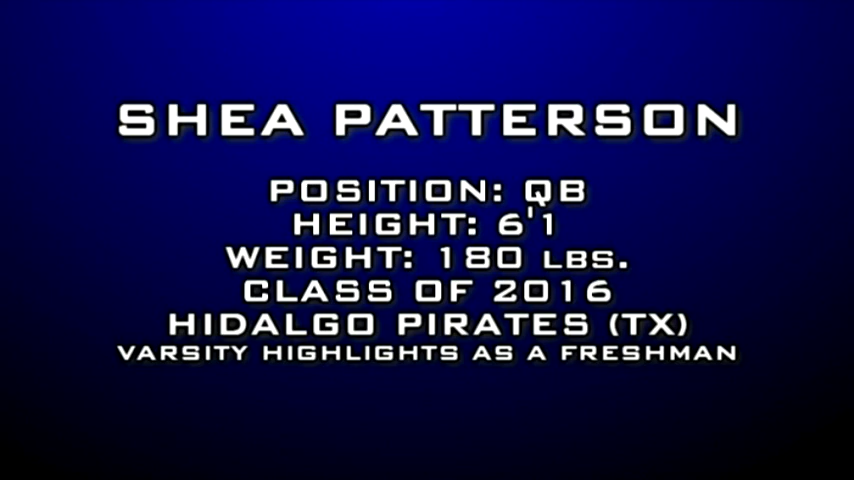 SHEA PATTERSON
POSITION: QB
HEIGHT: 6'1
WEIGHT: 180 LBS.
CLASS OF 2016
HIDALGO PIRATES (TX)
VARSITY HIGHLIGHTS AS A FRESHMAN